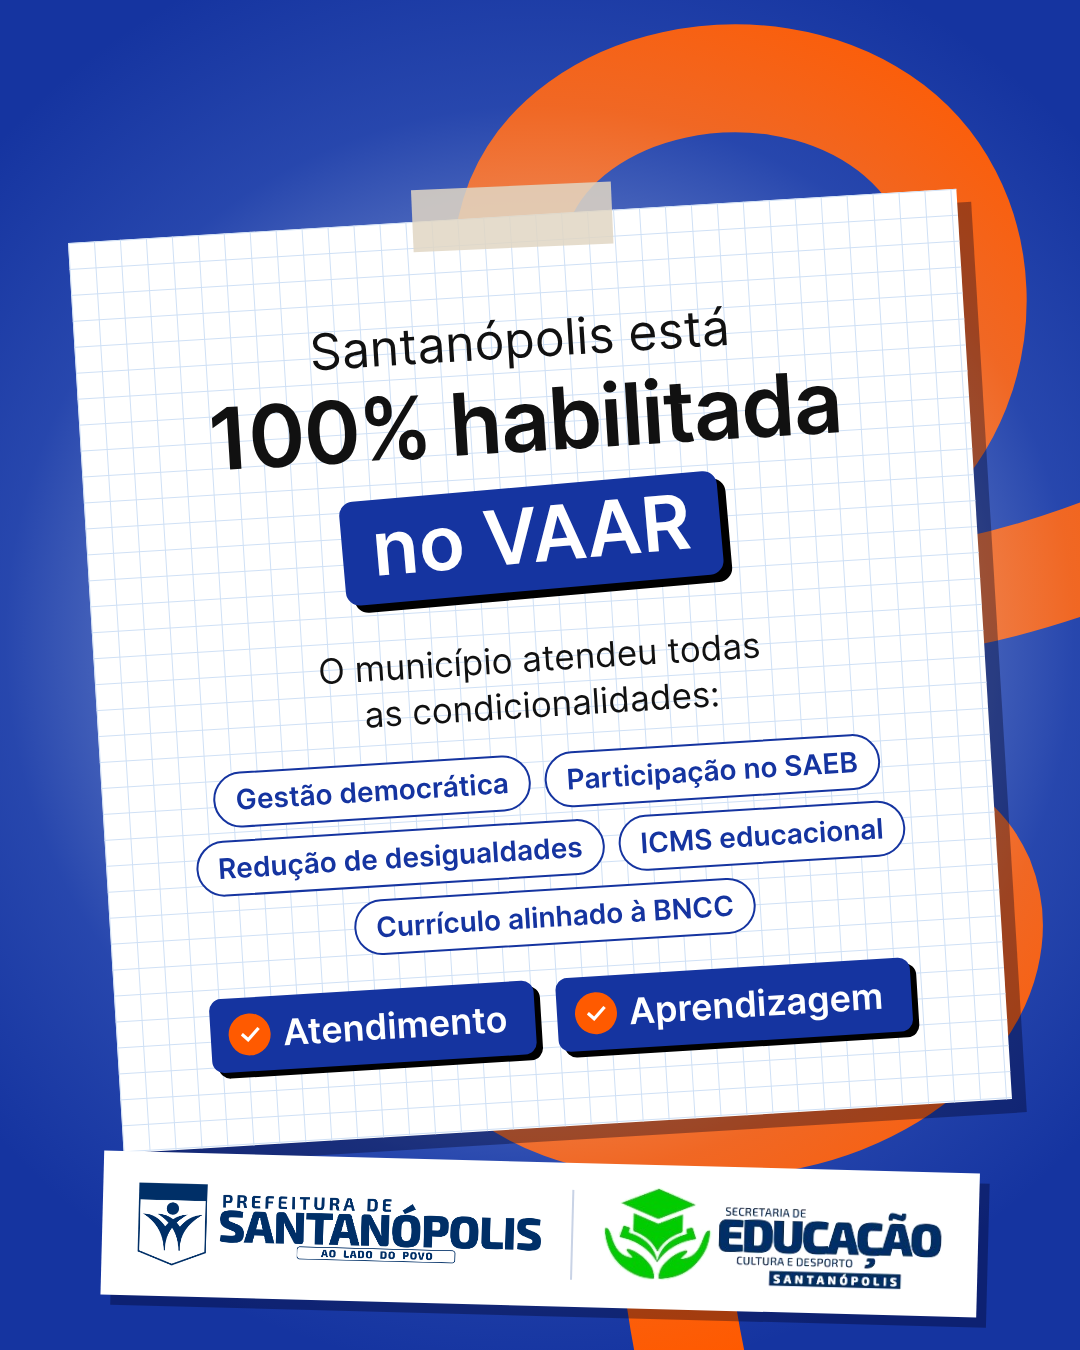 Santanópolis está
100% habilitada
no VAAR
O município atendeu todas
as condicionalidades:
Gestão democrática
Participação no SAEB
Redução de desigualdades
ICMS educacional
Currículo alinhado à BNCC
Atendimento
Aprendizagem
PREFEITURA DE
SANTANÓPOLIS
AO LADO DO POVO
SECRETARIA DE
EDUCAÇÃO
CULTURA E DESPORTO
SANTANÓPOLIS